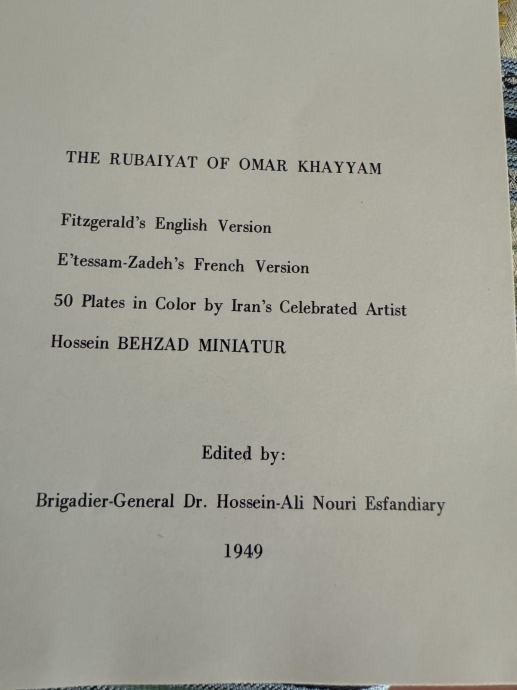 THE RUBAIYAT OF OMAR KHAYYAM
Fitzgerald's English Version
E'tessam-Zadeh's French Version
50 Plates in Color by Iran's Celebrated Artist
Hossein BEHZAD MINIATUR
Edited by:
Brigadier-General Dr. Hossein-Ali Nouri Esfandiary
1949